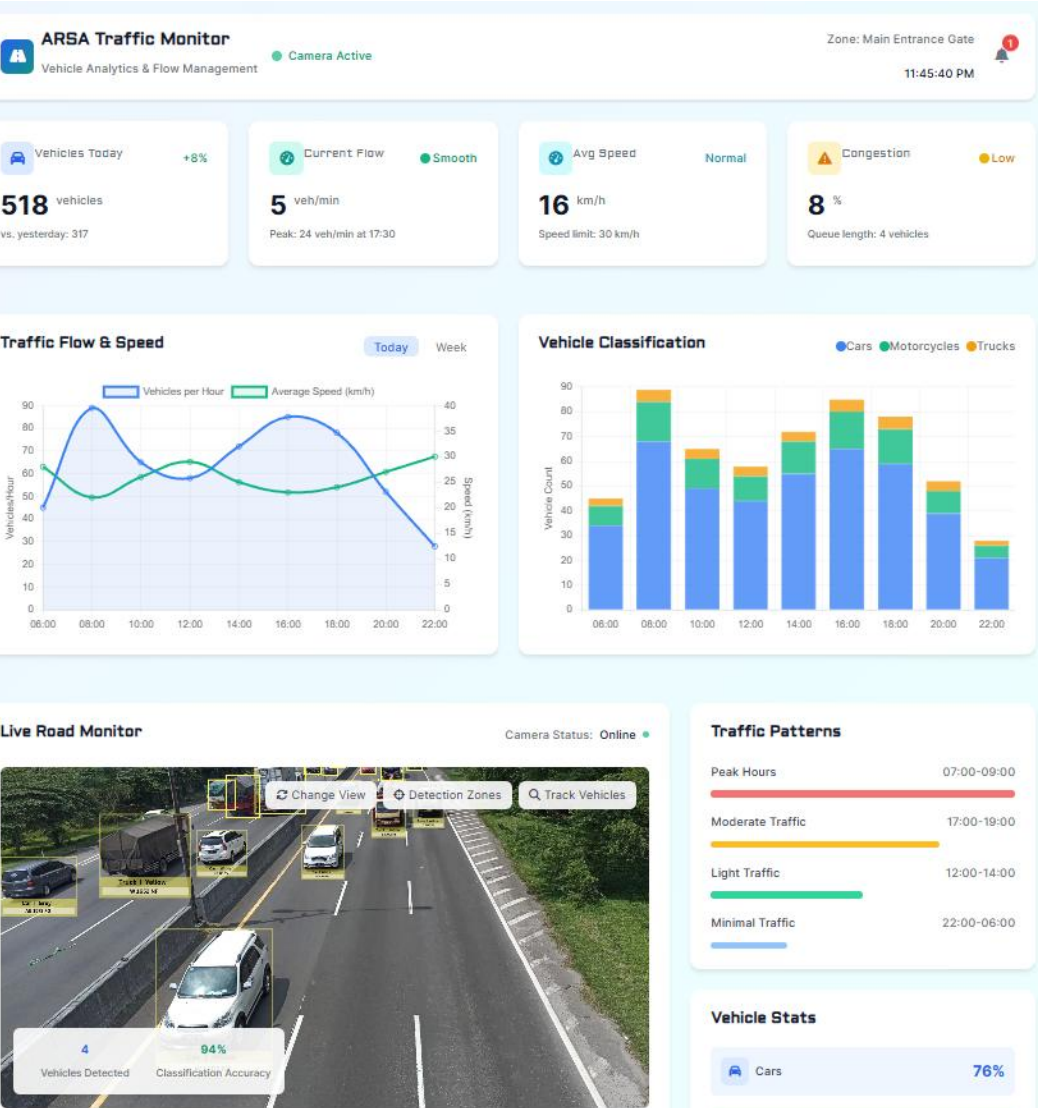 ARSA Traffic Monitor
Vehicle Analytics & Flow Management
Camera Active
Zone: Main Entrance Gate
11:45:40 PM
1
Vehicles Today
+8%
518 vehicles
vs. yesterday: 317
Current Flow
Smooth
5 veh/min
Peak: 24 veh/min at 17:30
Avg Speed
Normal
16 km/h
Speed limit: 30 km/h
Congestion
Low
8 %
Queue length: 4 vehicles
Traffic Flow & Speed
Today Week
Vehicles per Hour Average Speed (km/h)
Vehicles/Hour
90
80
70
60
50
40
30
20
10
0
40
35
30
25
20
15
10
5
0
Speed (km/h)
06:00 08:00 10:00 12:00 14:00 16:00 18:00 20:00 22:00
Vehicle Classification
Cars Motorcycles Trucks
Vehicle Count
90
80
70
60
50
40
30
20
10
0
06:00 08:00 10:00 12:00 14:00 16:00 18:00 20:00 22:00
Live Road Monitor
Camera Status: Online
Change View Detection Zones Track Vehicles
Truck | Yellow
Car | Grey
4
Vehicles Detected
94%
Classification Accuracy
Traffic Patterns
Peak Hours 07:00-09:00
Moderate Traffic 17:00-19:00
Light Traffic 12:00-14:00
Minimal Traffic 22:00-06:00
Vehicle Stats
Cars 76%